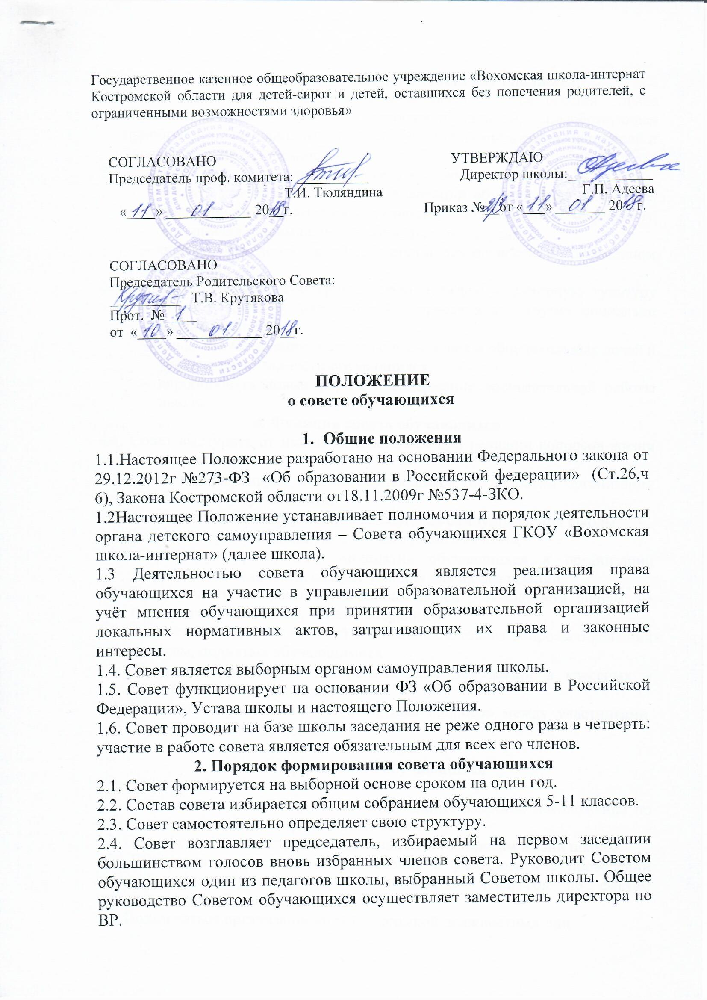 Государственное казенное общеобразовательное учреждение «Вохомская школа-интернат
Костромской области для детей-сирот и детей, оставшихся без попечения родителей, с
ограниченными возможностями здоровья»
СОГЛАСОВАНО
Председатель проф. комитета:
Т.И. Тюляндина
«11» 01 2018г.
УТВЕРЖДАЮ
Директор школы:
Г.П. Адеева
Приказ № от «11» 01 2018г.
СОГЛАСОВАНО
Председатель Родительского Совета:
Т.В. Крутякова
Прот. № 1
от «10» 01 2018г.
ПОЛОЖЕНИЕ
о совете обучающихся
1. Общие положения
1.1.Настоящее Положение разработано на основании Федерального закона от
29.12.2012г №273-ФЗ «Об образовании в Российской федерации» (Ст.26,ч
6), Закона Костромской области от18.11.2009г №537-4-ЗКО.
1.2Настоящее Положение устанавливает полномочия и порядок деятельности
органа детского самоуправления – Совета обучающихся ГКОУ «Вохомская
школа-интернат» (далее школа).
1.3 Деятельностью совета обучающихся является реализация права
обучающихся на участие в управлении образовательной организацией, на
учёт мнения обучающихся при принятии образовательной организацией
локальных нормативных актов, затрагивающих их права и законные
интересы.
1.4. Совет является выборным органом самоуправления школы.
1.5. Совет функционирует на основании ФЗ «Об образовании в Российской
Федерации», Устава школы и настоящего Положения.
1.6. Совет проводит на базе школы заседания не реже одного раза в четверть:
участие в работе совета является обязательным для всех его членов.
2. Порядок формирования совета обучающихся
2.1. Совет формируется на выборной основе сроком на один год.
2.2. Состав совета избирается общим собранием обучающихся 5-11 классов.
2.3. Совет самостоятельно определяет свою структуру.
2.4. Совет возглавляет председатель, избираемый на первом заседании
большинством голосов вновь избранных членов совета. Руководит Советом
обучающихся один из педагогов школы, выбранный Советом школы. Общее
руководство Советом обучающихся осуществляет заместитель директора по
ВР.